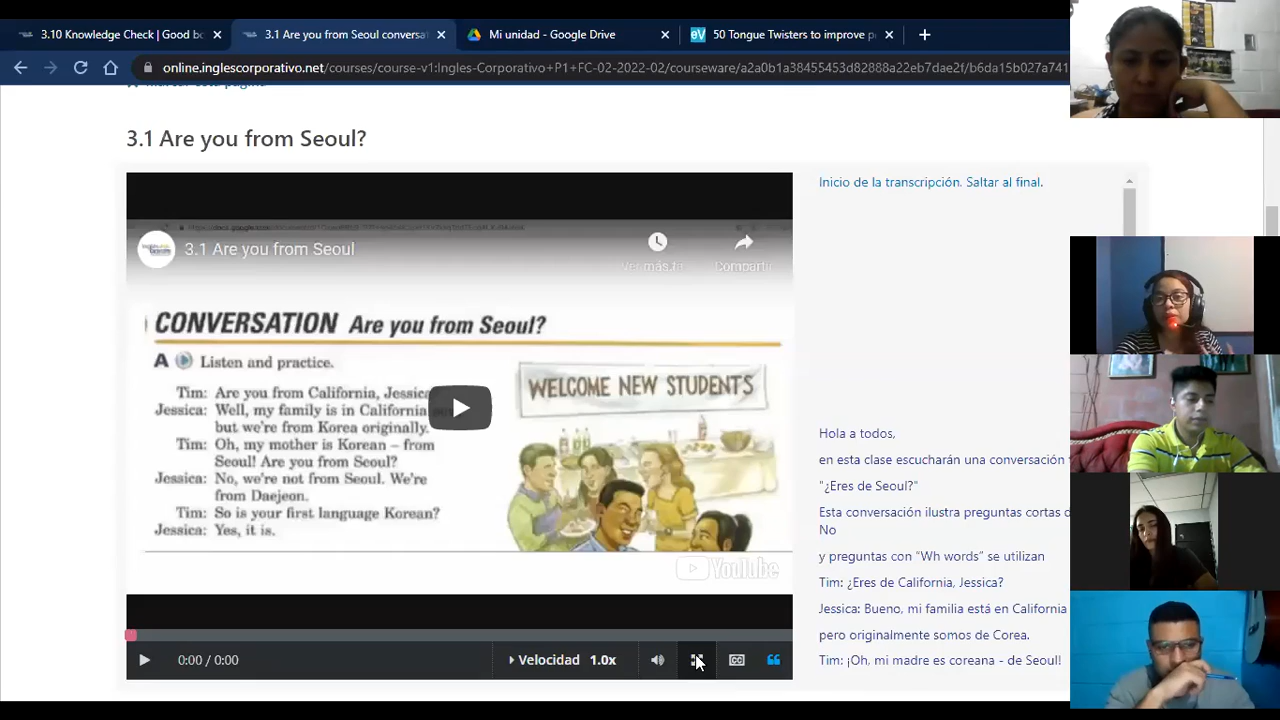 3.10 Knowledge Check | Good b
3.1 Are you from Seoul conversa
Mi unidad - Google Drive
50 Tongue Twisters to improve p
online.inglescorporativo.net/courses/course-v1:Ingles-Corporativo+P1+FC-02-2022-02/courseware/a2a0b1a38455453d82888a22eb7dae2f/b6da15b027a741
3.1 Are you from Seoul?
3.1 Are you from Seoul
Ver más ta
Compartir
CONVERSATION Are you from Seoul?
A Listen and practice.
Tim: Are you from California, Jessica
Jessica: Well, my family is in California
but we're from Korea originally.
Tim: Oh, my mother is Korean – from
Seoul! Are you from Seoul?
Jessica: No, we're not from Seoul. We're
from Daejeon.
Tim: So is your first language Korean?
Jessica: Yes, it is.
WELCOME NEW STUDENTS
YouTube
0:00 / 0:00
Velocidad 1.0x
Inicio de la transcripción. Saltar al final.
Hola a todos,
en esta clase escucharán una conversación
"¿Eres de Seoul?"
Esta conversación ilustra preguntas cortas d
No
y preguntas con "Wh words" se utilizan
Tim: ¿Eres de California, Jessica?
Jessica: Bueno, mi familia está en California
pero originalmente somos de Corea.
Tim: ¡Oh, mi madre es coreana - de Seoul!